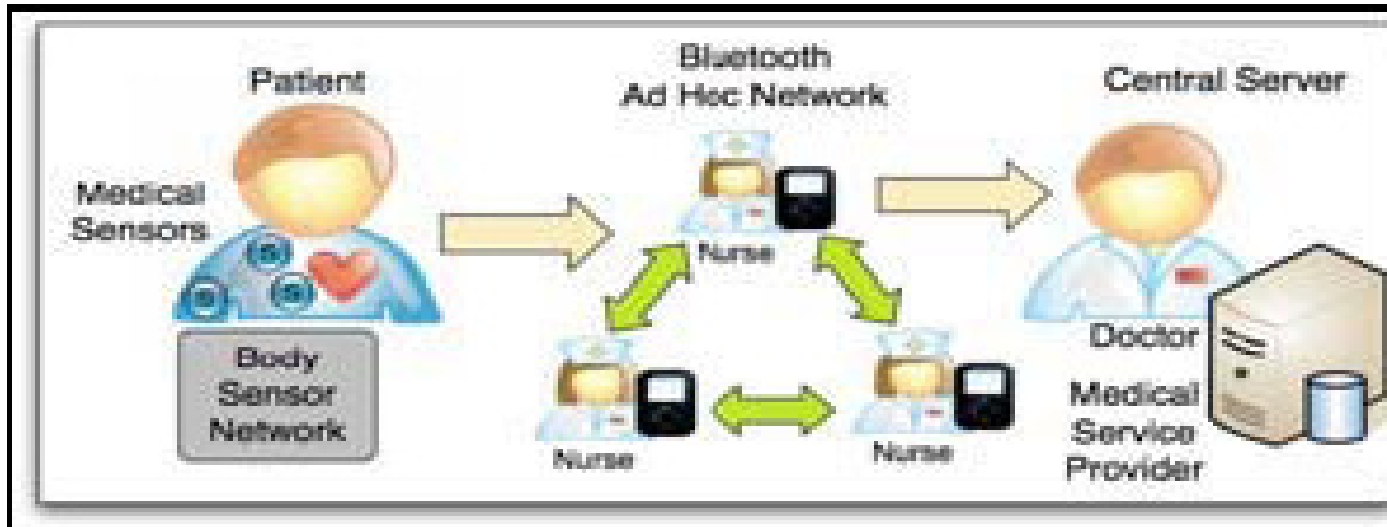 Patient
Medical
Sensors
S
S
S
Body
Sensor
Network
Bluetooth
Ad Hoc Network
Nurse
Nurse
Nurse
Central Server
Doctor
Medical
Service
Provider